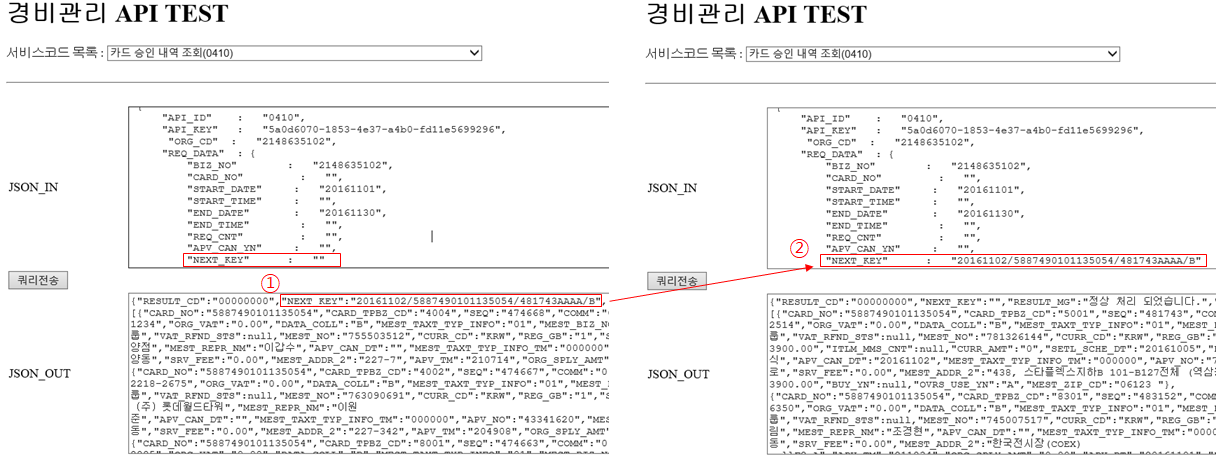 경비관리 API TEST
서비스코드 목록 : 카드 승인 내역 조회(0410)
JSON_IN
"API_ID" : "0410",
"API_KEY" : "5a0d6070-1853-4e37-a4b0-fd11e5699296",
"ORG_CD" : "2148635102",
"REQ_DATA" : {
"BIZ_NO" : "2148635102",
"CARD_NO" : "",
"START_DATE" : "20161101",
"START_TIME" : "",
"END_DATE" : "20161130",
"END_TIME" : "",
"REQ_CNT" : "",
"APV_CAN_YN" : "",
"NEXT_KEY" : ""
쿼리전송
①
JSON_OUT
{"RESULT_CD":"00000000","NEXT_KEY":"20161102/5887490101135054/481743AAAA/B",
[{"CARD_NO":"5887490101135054","CARD_TPBZ_CD":"4004","SEQ":"474668","COMM":"
1234","ORG_VAT":"0.00","DATA_COLL":"B","MEST_TAXT_TYP_INFO":"01","MEST_BIZ_N
룹","VAT_RFND_STS":null,"MEST_NO":"755503512","CURR_CD":"KRW","REG_GB":"1","S
양점","MEST_REPR_NM":"이갑수","APV_CAN_DT":"","MEST_TAXT_TYP_INFO_TM":"000000"
양동","SRV_FEE":"0.00","MEST_ADDR_2":"227-7","APV_TM":"210714","ORG_SPLY_AMT"
{"CARD_NO":"5887490101135054","CARD_TPBZ_CD":"4002","SEQ":"474667","COMM":"0
2218-2675","ORG_VAT":"0.00","DATA_COLL":"B","MEST_TAXT_TYP_INFO":"01","MEST_
룹","VAT_RFND_STS":null,"MEST_NO":"763090691","CURR_CD":"KRW","REG_GB":"1","S
(주) 롯데월드타워","MEST_REPR_NM":"이원
준","APV_CAN_DT":"","MEST_TAXT_TYP_INFO_TM":"000000","APV_NO":"43341620","MES
동","SRV_FEE":"0.00","MEST_ADDR_2":"227-342","APV_TM":"204908","ORG_SPLY_AMT
{"CARD_NO":"5887490101135054","CARD_TPBZ_CD":"8001","SEQ":"474663","COMM":"0
경비관리 API TEST
서비스코드 목록 : 카드 승인 내역 조회(0410)
JSON_IN
"API_ID" : "0410",
"API_KEY" : "5a0d6070-1853-4e37-a4b0-fd11e5699296",
"ORG_CD" : "2148635102",
"REQ_DATA" : {
"BIZ_NO" : "2148635102",
"CARD_NO" : "",
"START_DATE" : "20161101",
"START_TIME" : "",
"END_DATE" : "20161130",
"END_TIME" : "",
"REQ_CNT" : "",
"APV_CAN_YN" : "",
②
"NEXT_KEY" : "20161102/5887490101135054/481743AAAA/B"
쿼리전송
JSON_OUT
{"RESULT_CD":"00000000","NEXT_KEY":"","RESULT_MG":"정상 처리 되었습니다.","
[{"CARD_NO":"5887490101135054","CARD_TPBZ_CD":"5001","SEQ":"481743","COMM":"
2514","ORG_VAT":"0.00","DATA_COLL":"B","MEST_TAXT_TYP_INFO":"01","MEST_
룹","VAT_RFND_STS":null,"MEST_NO":"781326144","CURR_CD":"KRW","REG_GB":
3900.00","ITLM_MMS_CNT":null,"CURR_AMT":"0","SETL_SCHE_DT":"20161005","
식","APV_CAN_DT":"20161102","MEST_TAXT_TYP_INFO_TM":"000000","APV_NO":"7
로","SRV_FEE":"0.00","MEST_ADDR_2":"438, 스타플렉스지하B 101-B127전체 (역삼
3900.00","BUY_YN":null,"OVRS_USE_YN":"A","MEST_ZIP_CD":"06123 "},
{"CARD_NO":"5887490101135054","CARD_TPBZ_CD":"8301","SEQ":"483152","COMM
6350","ORG_VAT":"0.00","DATA_COLL":"B","MEST_TAXT_TYP_INFO":"01","MEST_
룹","VAT_RFND_STS":null,"MEST_NO":"745007517","CURR_CD":"KRW","REG_GB":
림","MEST_REPR_NM":"조경현","APV_CAN_DT":"","MEST_TAXT_TYP_INFO_TM":"0000
동","SRV_FEE":"0.00","MEST_ADDR_2":"한국전시장(COEX)